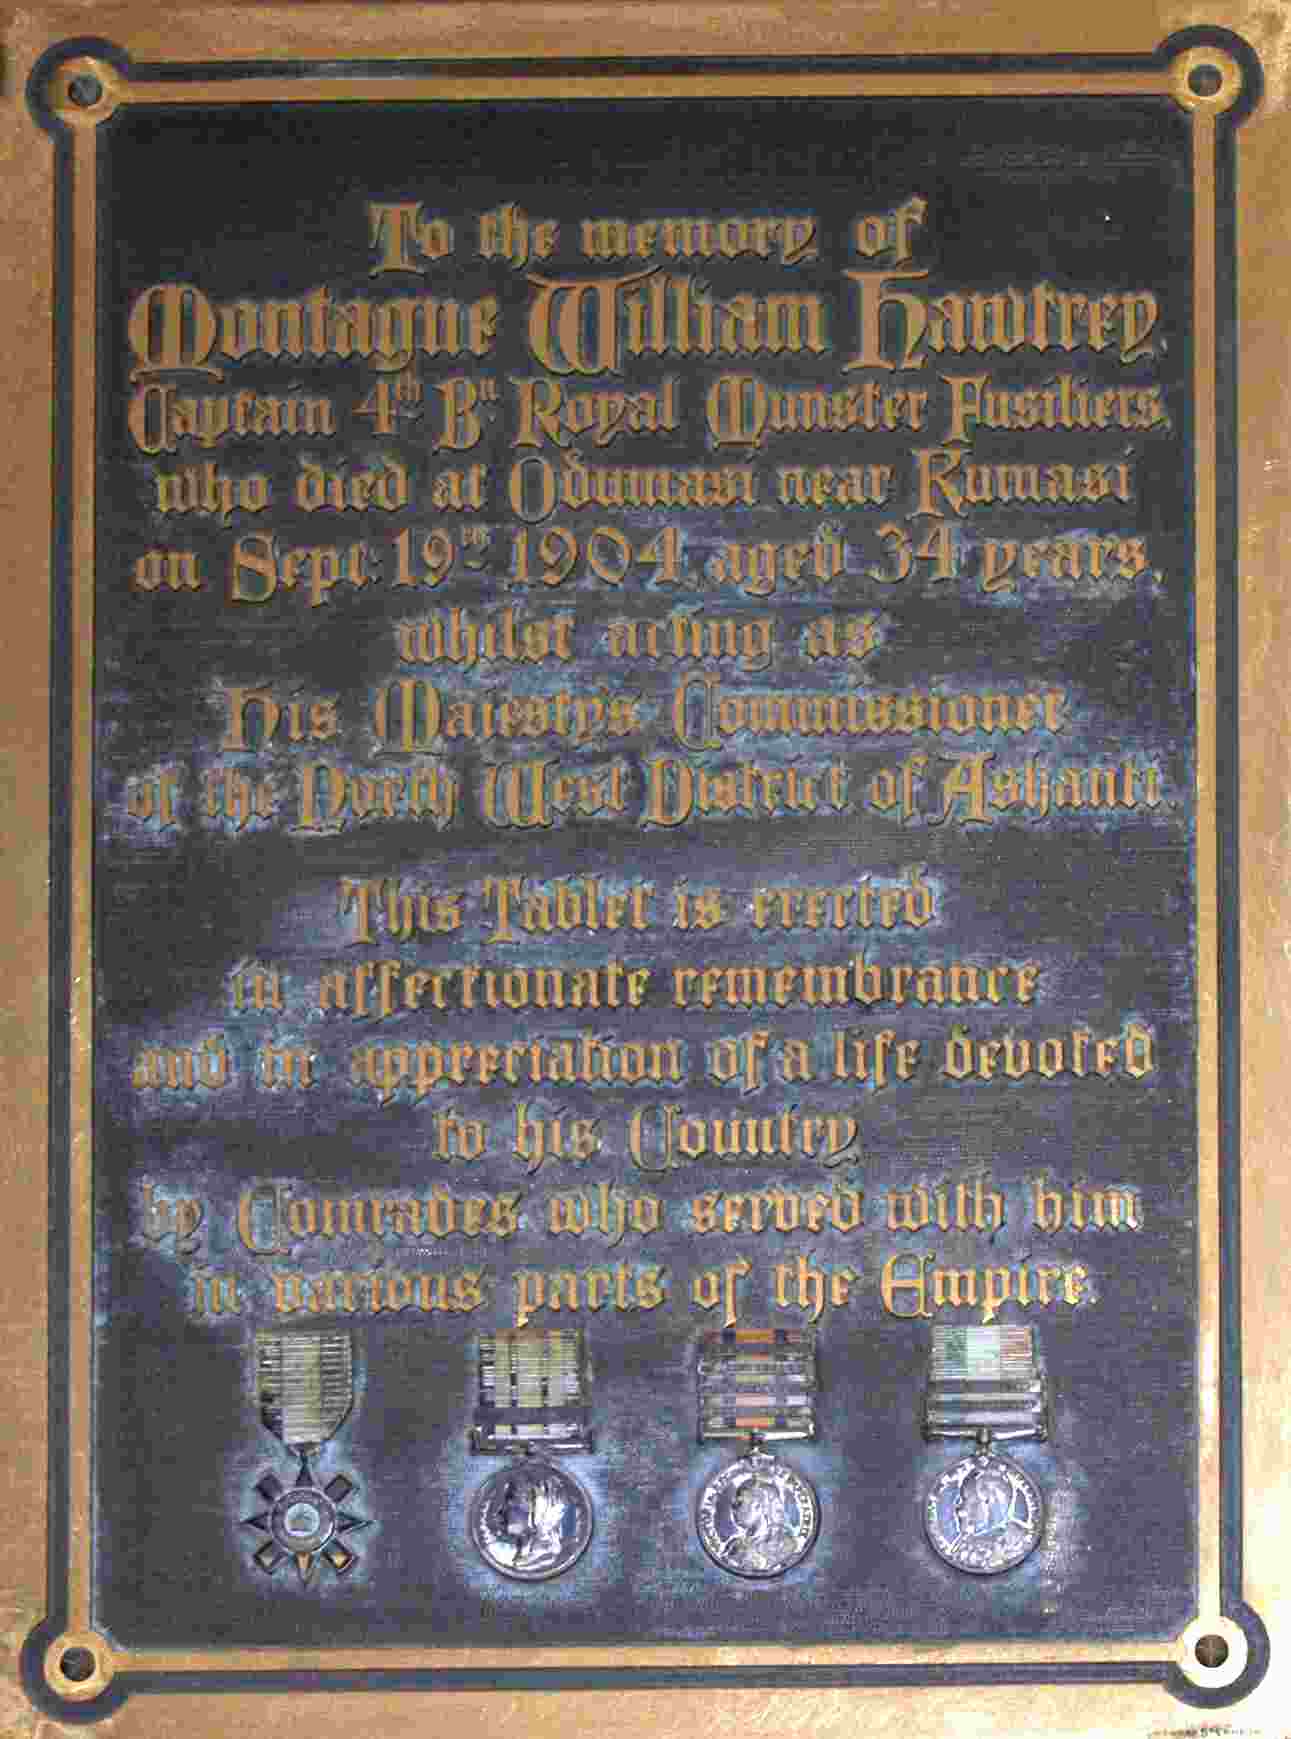 To the memory of
Montague William Hawtrey,
Captain 4th Bn. Royal Munster Fusiliers,
who died at Odumasi near Kumasi
on Sept: 19th 1904, aged 34 years,
whilst acting as
His Majesty's Commissioner
of the North West District of Ashanti.
This Tablet is erected
in affectionate remembrance
and in appreciation of a life devoted
to his Country
by Comrades who served with him
in various parts of the Empire.